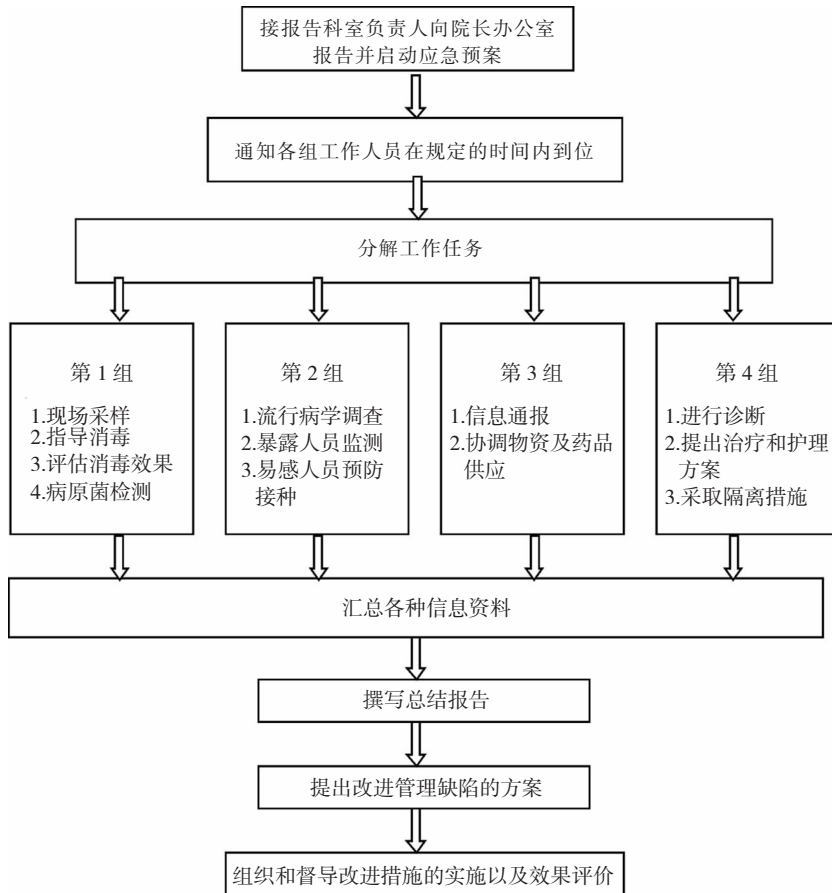 接报告科室负责人向院长办公室
报告并启动应急预案
通知各组工作人员在规定的时间内到位
分解工作任务
第1组
1.现场采样
2.指导消毒
3.评估消毒效果
4.病原菌检测
第2组
1.流行病学调查
2.暴露人员监测
3.易感人员预防
接种
第3组
1.信息通报
2.协调物资及药品
供应
第4组
1.进行诊断
2.提出治疗和护理
方案
3.采取隔离措施
汇总各种信息资料
撰写总结报告
提出改进管理缺陷的方案
组织和督导改进措施的实施以及效果评价